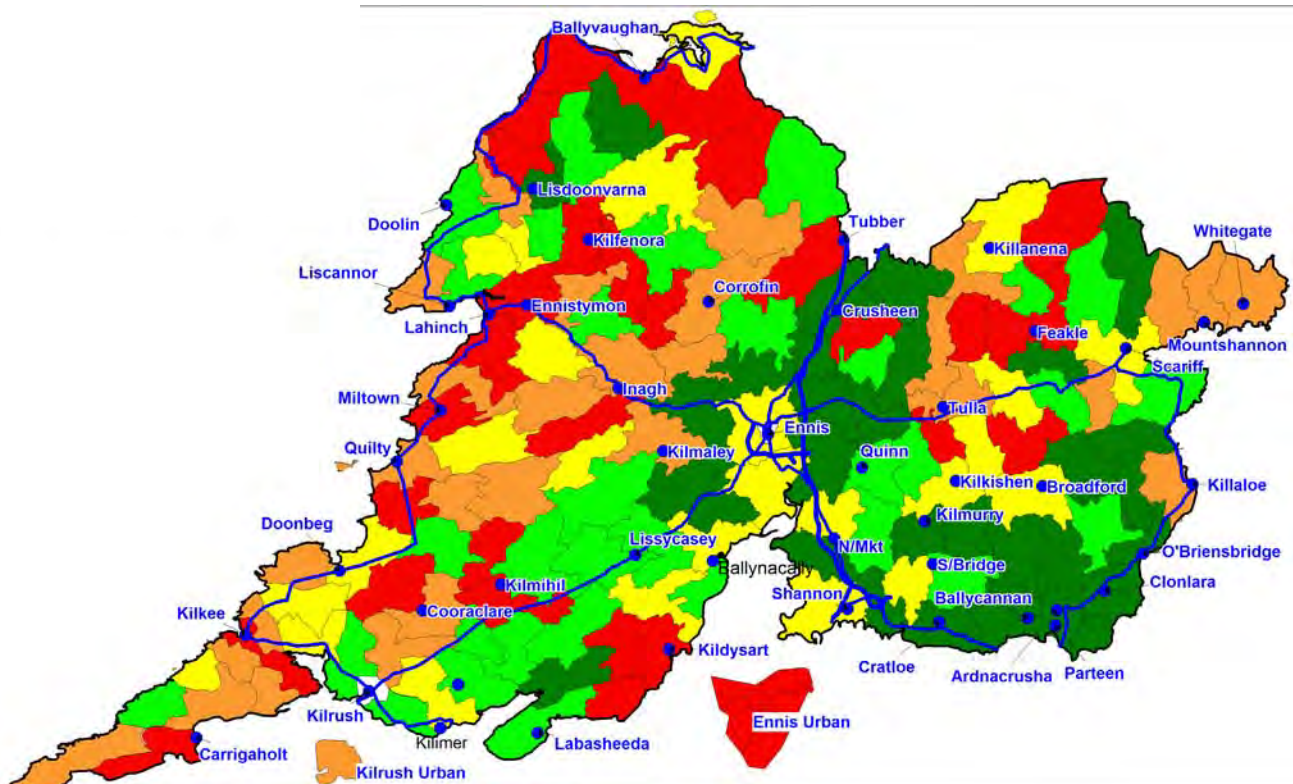 Ballyvaughan
Lisdoonvarna
Doolin
Tubber
Kilfenora
Killanena
Whitegate
Liscannor
Corrofin
Ennistymon
Crusheen
Lahinch
Feakle
Mountshannon
Scariff
Inagh
Miltown
Tulla
Ennis
Quilty
Kilmaley
Quinn
Kilkishen
Broadford
Killaloe
Kilmurry
Doonbeg
Lissycasey
N/Mkt
O'Briensbridge
Ballynacally
S/Bridge
Kilmihil
Clonlara
Shannon
Ballycannan
Cooraclare
Kilkee
Kildysart
Cratloe
Ardnacrusha
Parteen
Kilrush
Ennis Urban
Kilimer
Labasheeda
Carrigaholt
Kilrush Urban